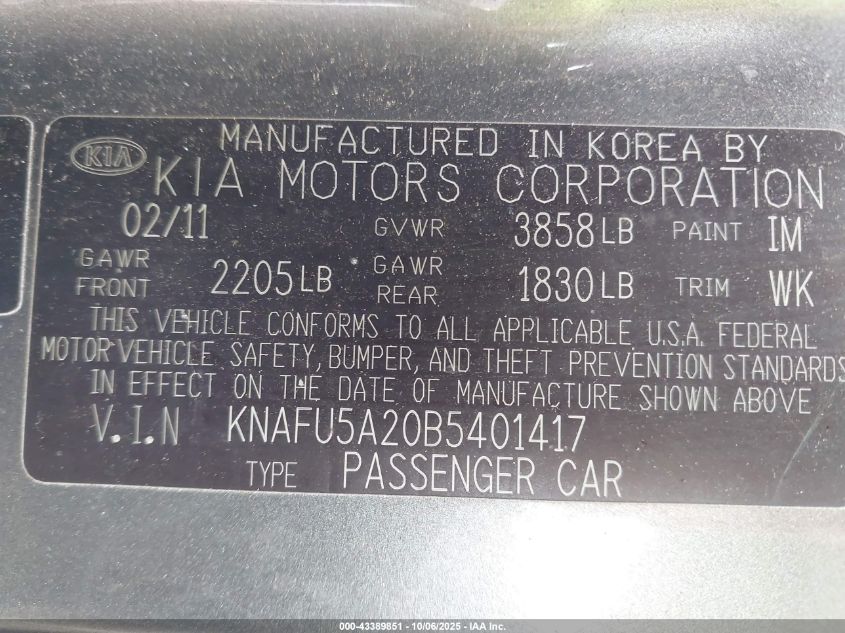 MANUFACTURED IN KOREA BY
KIA KIA MOTORS CORPORATION
02/11 GVWR 3858LB PAINT IM
GAWR FRONT 2205LB GAWR REAR 1830LB TRIM WK
THIS VEHICLE CONFORMS TO ALL APPLICABLE U.S.A. FEDERAL
MOTOR VEHICLE SAFETY, BUMPER, AND THEFT PREVENTION STANDARDS
IN EFFECT ON THE DATE OF MANUFACTURE SHOWN ABOVE
V.I.N KNAFU5A20B5401417
TYPE PASSENGER CAR
000-43389851 - 10/06/2025 - IAA Inc.